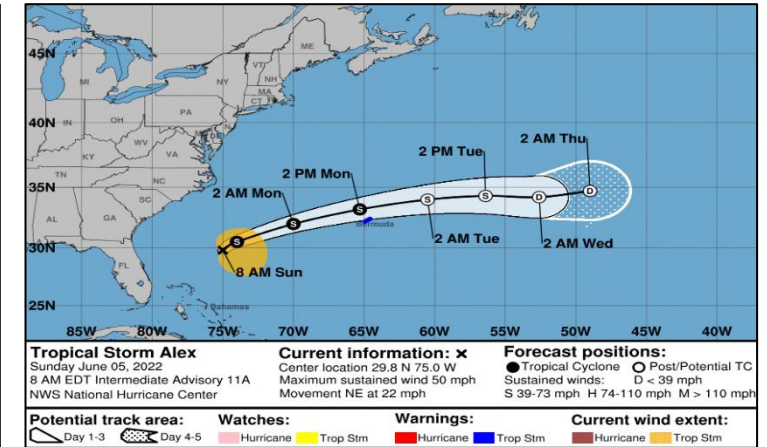 45N
40N
35N
30N
25N
ME
VT
NH
MA
CT
RI
NY
MI
PA
NJ
IN
OH
MD
WV
VA
KY
NC
TN
SC
AL
GA
FL
2 AM Thu
2 PM Tue
2 PM Mon
2 AM Mon
S
S
S
S
S
D
D
Bermuda
2 AM Tue
2 AM Wed
8 AM Sun
Bahamas
85W 80W 75W 70W 65W 60W 55W 50W 45W 40W
Tropical Storm Alex
Sunday June 05, 2022
8 AM EDT Intermediate Advisory 11A
NWS National Hurricane Center
Current information: x
Center location 29.8 N 75.0 W
Maximum sustained wind 50 mph
Movement NE at 22 mph
Forecast positions:
Tropical Cyclone Post/Potential TC
Sustained winds: D < 39 mph
S 39-73 mph H 74-110 mph M > 110 mph
Potential track area:
Day 1-3 Day 4-5
Watches:
Hurricane Trop Stm
Warnings:
Hurricane Trop Stm
Current wind extent:
Hurricane Trop Stm